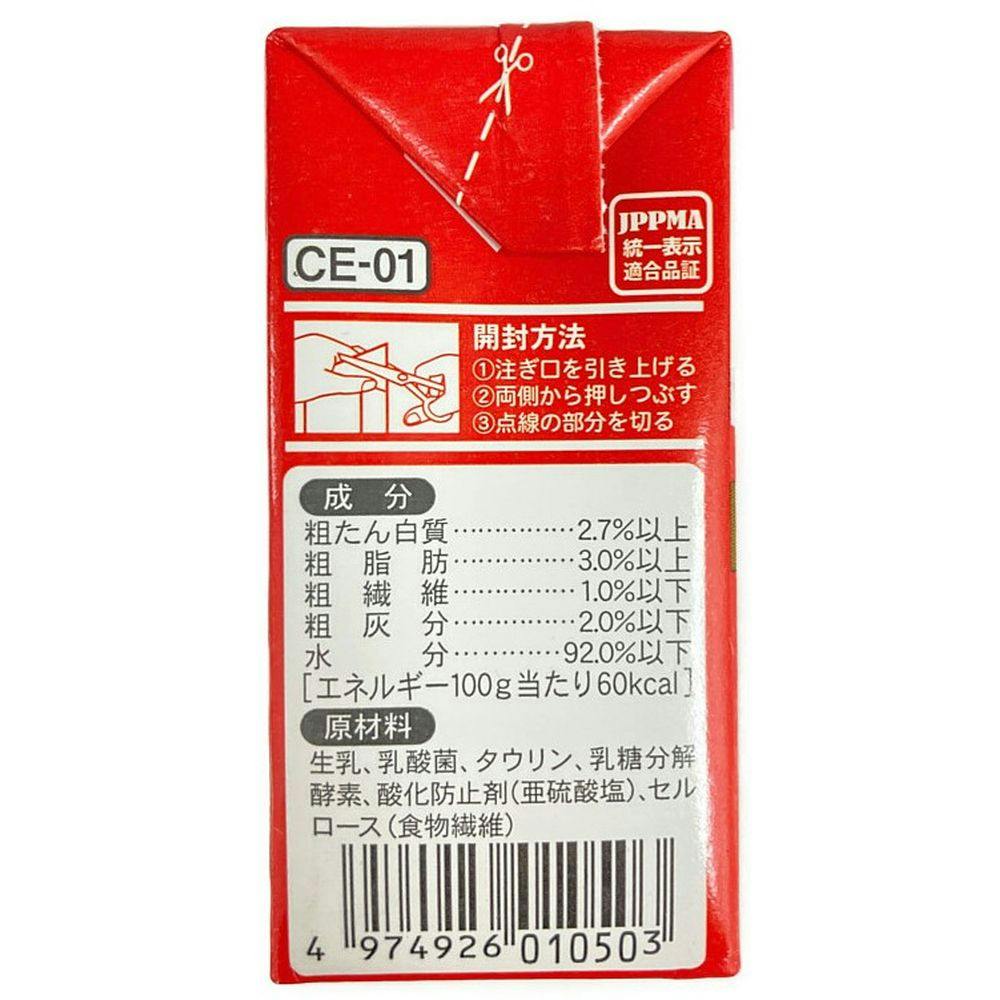 JPPMA
統一表示
適合品証
CE-01
開封方法
①注ぎ口を引き上げる
②両側から押しつぶす
③点線の部分を切る
成 分
粗たん白質……………2.7%以上
粗 脂 肪……………3.0%以上
粗 繊 維……………1.0%以下
粗 灰 分……………2.0%以下
水 分…………92.0%以下
[エネルギー100g当たり60kcal]
原材料
生乳、乳酸菌、タウリン、乳糖分解
酵素、酸化防止剤(亜硫酸塩)、セル
ロース(食物繊維)
4 974926 010503